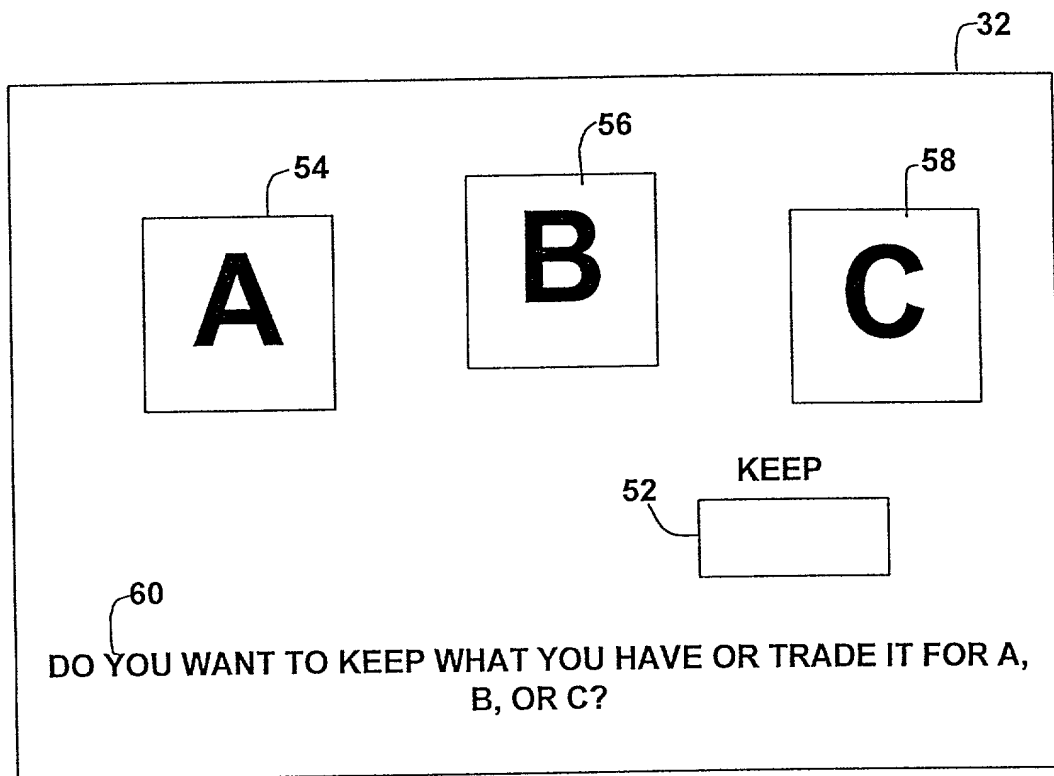 32
56
54
58
A
B
C
KEEP
52
60
DO YOU WANT TO KEEP WHAT YOU HAVE OR TRADE IT FOR A,
B, OR C?